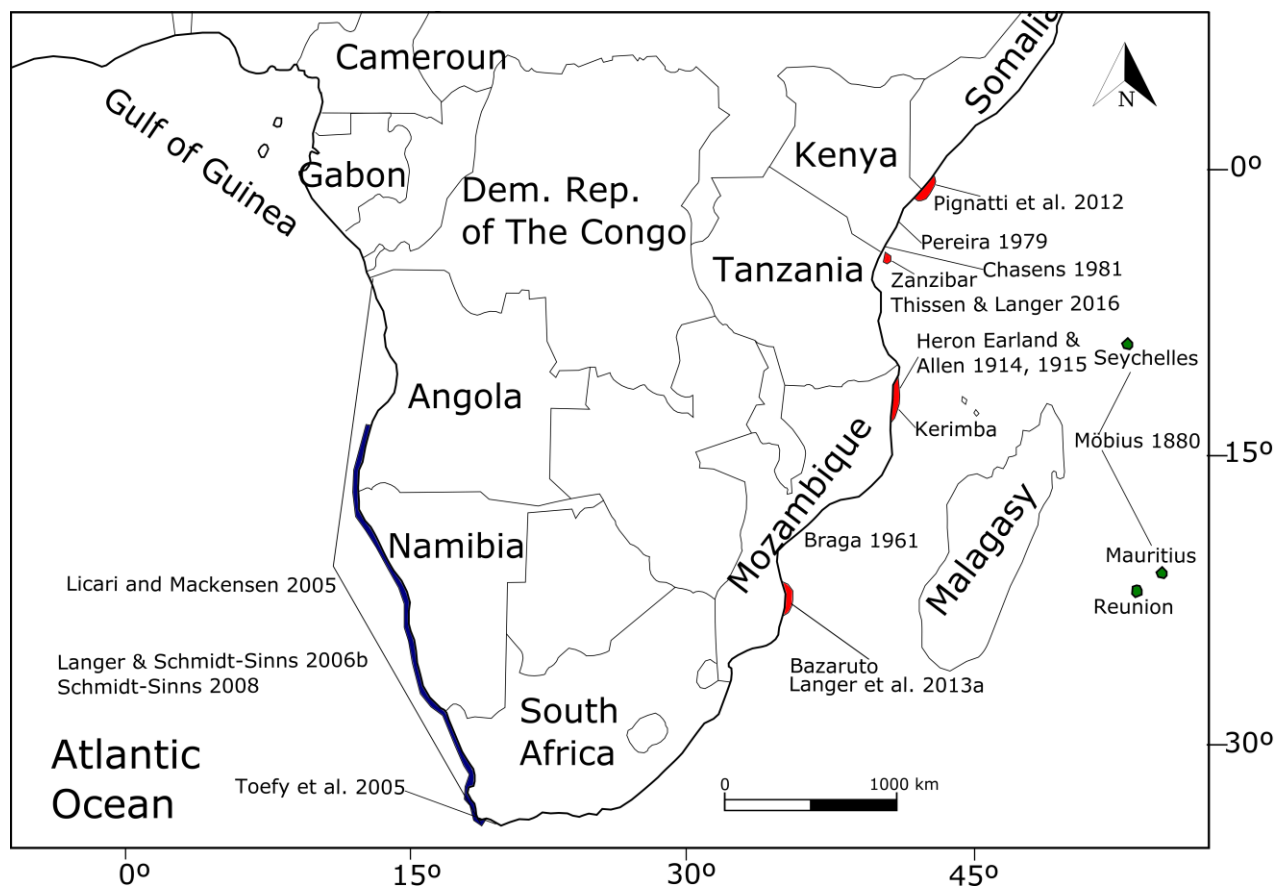 Cameroun
Somalia
Gulf of Guinea
N
Gabon
Kenya
0º
Dem. Rep.
of The Congo
Pignatti et al. 2012
Pereira 1979
Tanzania
Chasens 1981
Zanzibar
Thissen & Langer 2016
Heron Earland &
Allen 1914, 1915
Seychelles
Angola
Kerimba
Möbius 1880
15º
Mozambique
Malagasy
Namibia
Braga 1961
Mauritius
Reunion
Licari and Mackensen 2005
Langer & Schmidt-Sinns 2006b
Schmidt-Sinns 2008
Bazaruto
Langer et al. 2013a
South
Africa
Atlantic
Ocean
30º
Toefy et al. 2005
0 1000 km
0º 15º 30º 45º